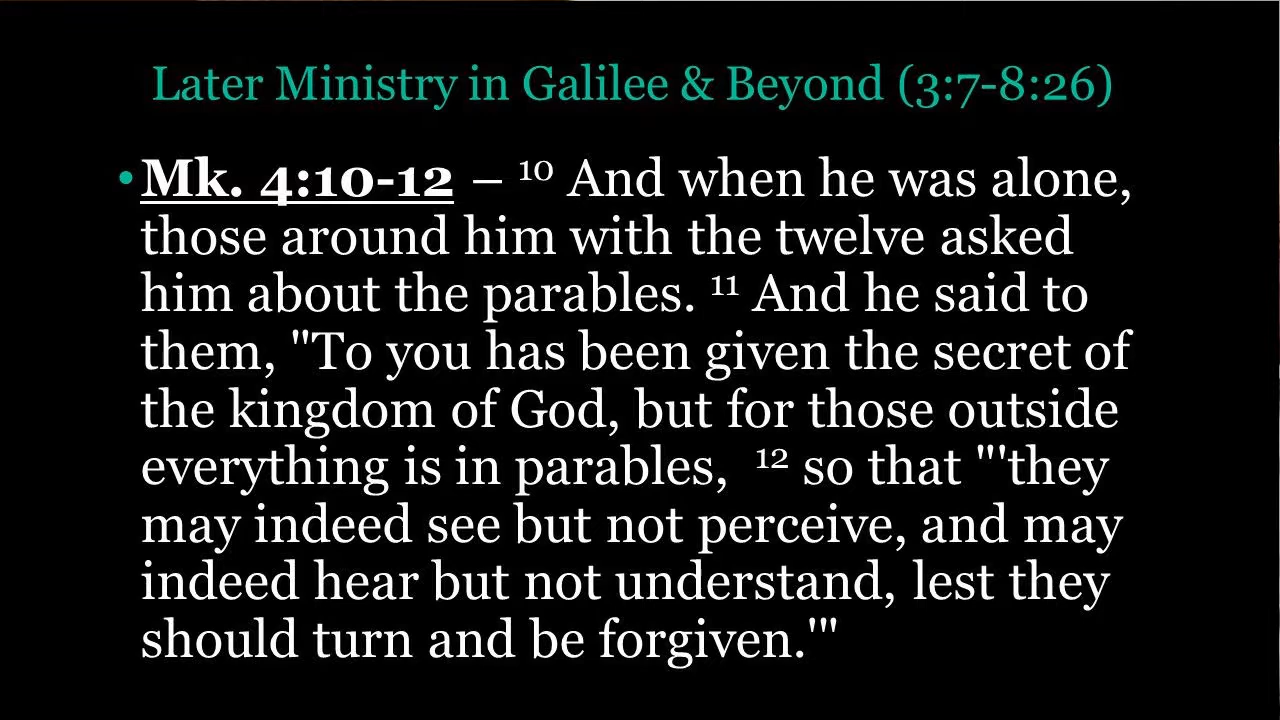 Later Ministry in Galilee & Beyond (3:7-8:26)
•Mk. 4:10-12 – 10 And when he was alone,
those around him with the twelve asked
him about the parables. 11 And he said to
them, "To you has been given the secret of
the kingdom of God, but for those outside
everything is in parables,  12 so that "'they
may indeed see but not perceive, and may
indeed hear but not understand, lest they
should turn and be forgiven.'"